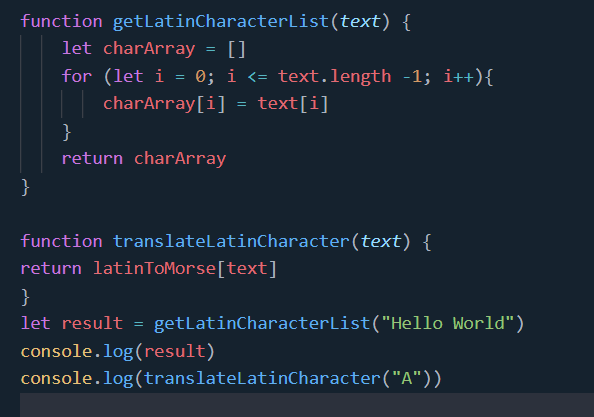 function getLatinCharacterList(text) {
let charArray = []
for (let i = 0; i <= text.length -1; i++){
charArray[i] = text[i]
}
return charArray
}
function translateLatinCharacter(text) {
return latinToMorse[text]
}
let result = getLatinCharacterList("Hello World")
console.log(result)
console.log(translateLatinCharacter("A"))